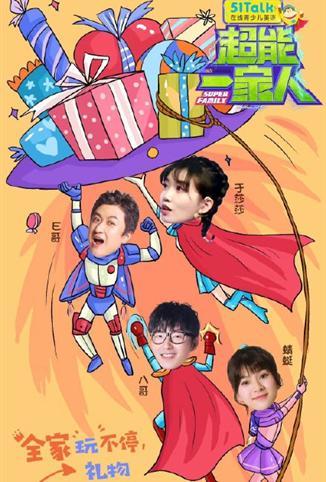 51Talk
在线青少儿英语
超能
一家人
SUPER
FAMILY
于莎莎
E哥
蜻蜓
八哥
全家玩不停,
礼物